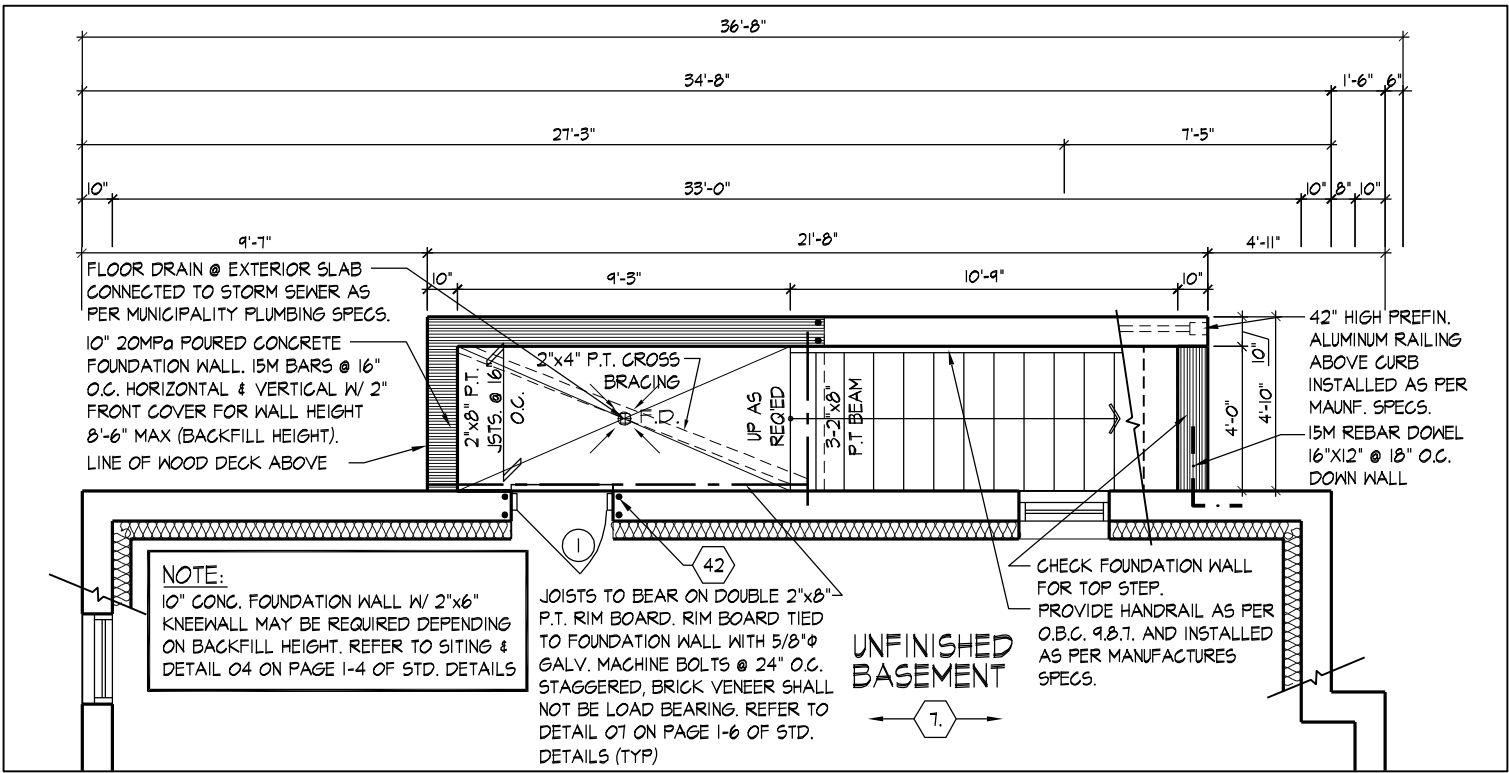 36'-8"
34'-8"
1'-6"
6"
27'-3"
7'-5"
10"
33'-0"
10"
8"
10"
9'-7"
21'-8"
4'-11"
10"
9'-3"
10'-9"
10"
FLOOR DRAIN @ EXTERIOR SLAB
CONNECTED TO STORM SEWER AS
PER MUNICIPALITY PLUMBING SPECS.
10" 20MPa POURED CONCRETE
FOUNDATION WALL. 15M BARS @ 16"
O.C. HORIZONTAL & VERTICAL W/ 2"
FRONT COVER FOR WALL HEIGHT
8'-6" MAX (BACKFILL HEIGHT).
LINE OF WOOD DECK ABOVE
2"x8" P.T.
JSTS. @ 16"
O.C.
2"x4" P.T. CROSS
BRACING
F.D.
UP AS
REQ'ED
3-2"x8"
P.T BEAM
10"
4'-0"
4'-10"
42" HIGH PREFIN.
ALUMINUM RAILING
ABOVE CURB
INSTALLED AS PER
MAUNF. SPECS.
15M REBAR DOWEL
16"X12" @ 18" O.C.
DOWN WALL
NOTE:
10" CONC. FOUNDATION WALL W/ 2"x6"
KNEEWALL MAY BE REQUIRED DEPENDING
ON BACKFILL HEIGHT. REFER TO SITING &
DETAIL 04 ON PAGE 1-4 OF STD. DETAILS
1
42
JOISTS TO BEAR ON DOUBLE 2"x8"
P.T. RIM BOARD. RIM BOARD TIED
TO FOUNDATION WALL WITH 5/8"Φ
GALV. MACHINE BOLTS @ 24" O.C.
STAGGERED, BRICK VENEER SHALL
NOT BE LOAD BEARING. REFER TO
DETAIL 07 ON PAGE 1-6 OF STD.
DETAILS (TYP)
UNFINISHED
BASEMENT
7.
CHECK FOUNDATION WALL
FOR TOP STEP.
PROVIDE HANDRAIL AS PER
O.B.C. 9.8.7. AND INSTALLED
AS PER MANUFACTURES
SPECS.